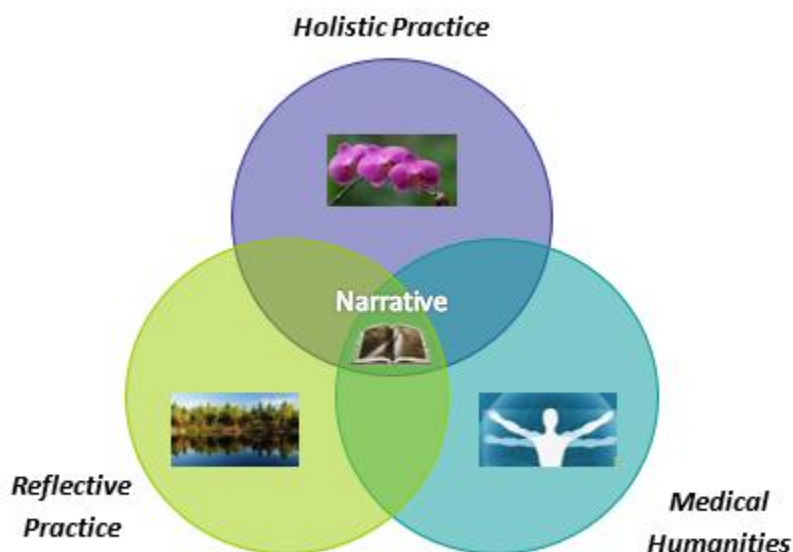 Holistic Practice
Narrative
Reflective
Practice
Medical
Humanities